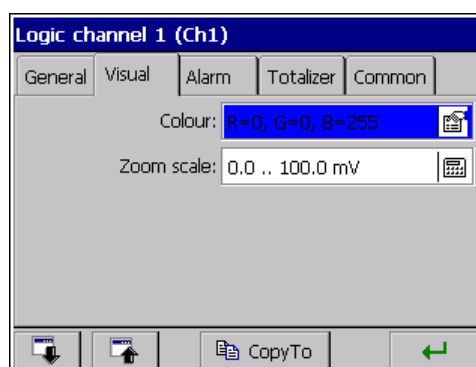 Logic channel 1 (Ch1)
General Visual Alarm Totalizer Common
Colour: R=0, G=0, B=255
Zoom scale: 0.0 .. 100.0 mV
CopyTo